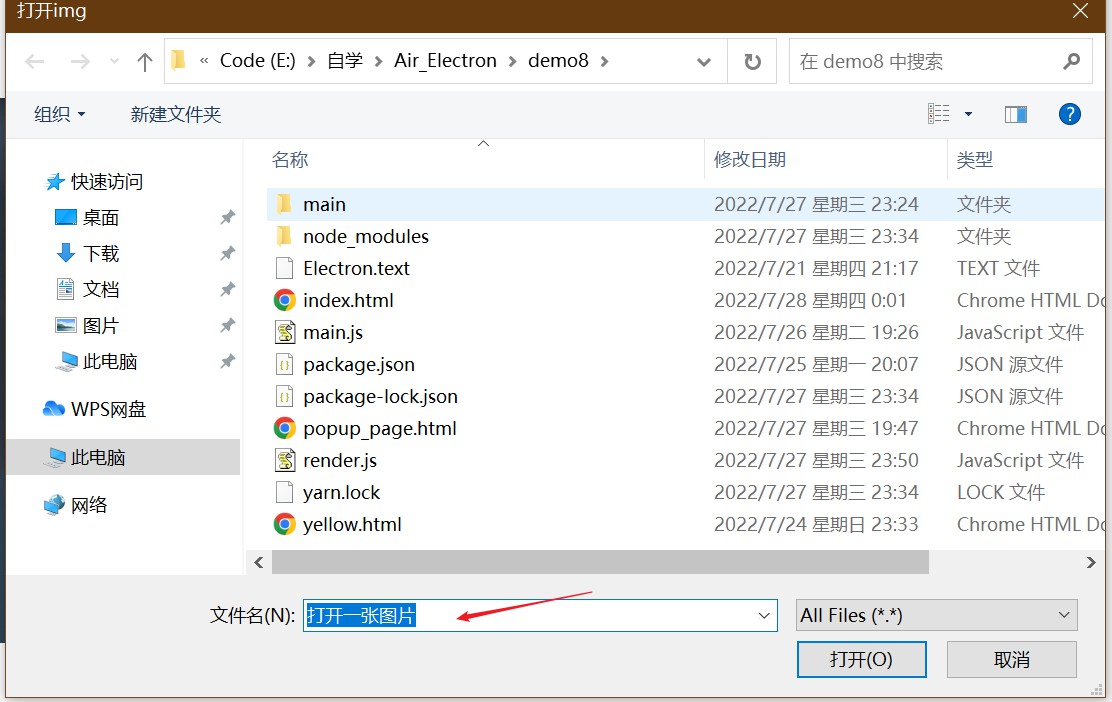 打开img
« Code (E:) > 自学 > Air_Electron > demo8 >
在 demo8 中搜索
组织
新建文件夹
名称 修改日期 类型
快速访问
桌面
下载
文档
图片
此电脑
WPS网盘
此电脑
网络
main 2022/7/27 星期三 23:24 文件夹
node_modules 2022/7/27 星期三 23:34 文件夹
Electron.text 2022/7/21 星期四 21:17 TEXT 文件
index.html 2022/7/28 星期四 0:01 Chrome HTML Do
main.js 2022/7/26 星期二 19:26 JavaScript 文件
package.json 2022/7/25 星期一 20:07 JSON 源文件
package-lock.json 2022/7/27 星期三 23:34 JSON 源文件
popup_page.html 2022/7/27 星期三 19:47 Chrome HTML Do
render.js 2022/7/27 星期三 23:50 JavaScript 文件
yarn.lock 2022/7/27 星期三 23:34 LOCK 文件
yellow.html 2022/7/24 星期日 23:33 Chrome HTML Do
文件名(N): 打开一张图片 All Files (*.*)
打开(O) 取消